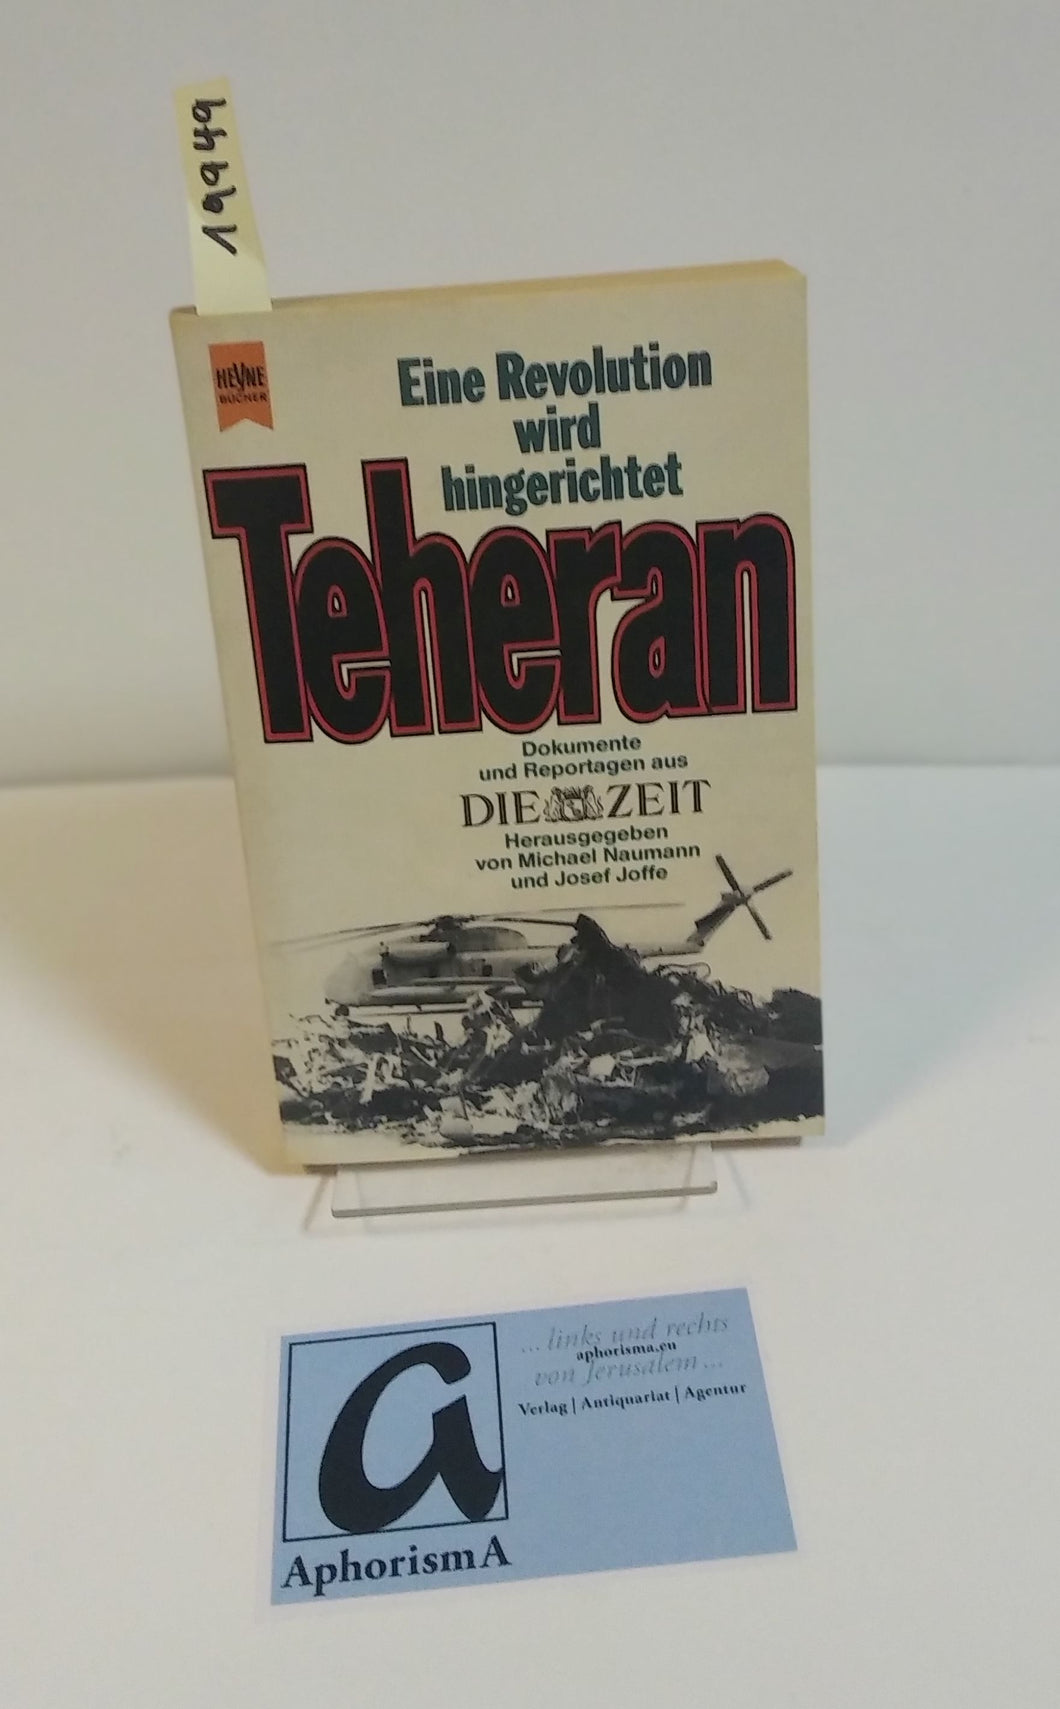 19949
HEYNE
BÜCHER
Eine Revolution
wird
hingerichtet
Teheran
Dokumente
und Reportagen aus
DIE ZEIT
Herausgegeben
von Michael Naumann
und Josef Joffe
a
AphorismA
... links und rechts
aphorisma.eu
von Jerusalem ...
Verlag | Antiquariat | Agentur